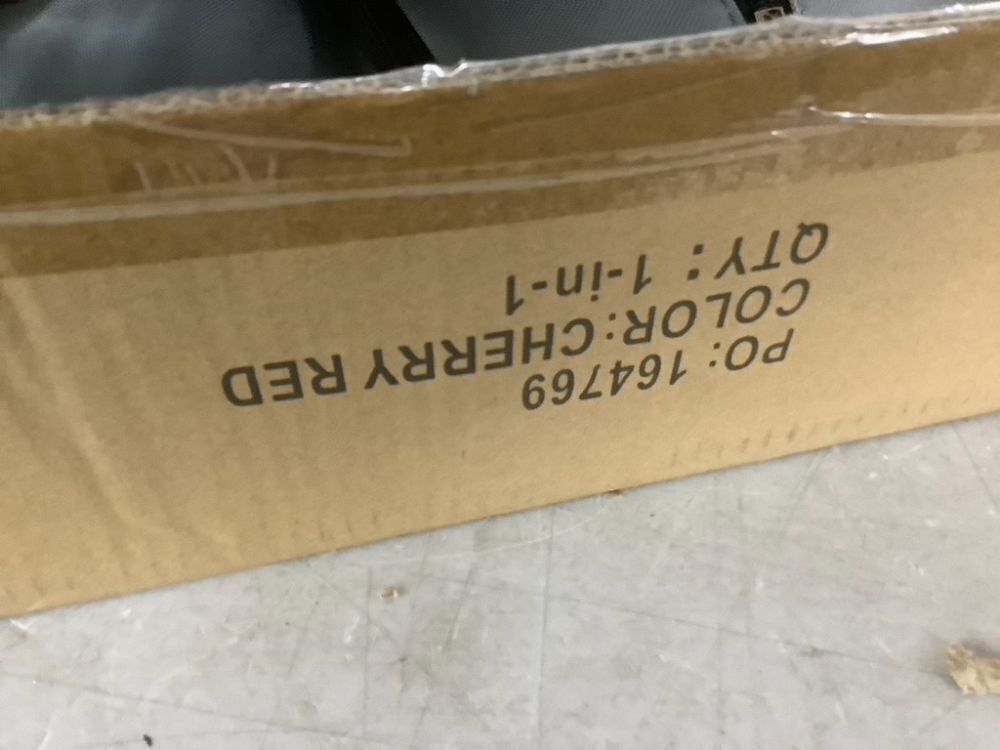 PO: 164769
COLOR: CHERRY RED
QTY: 1-in-1